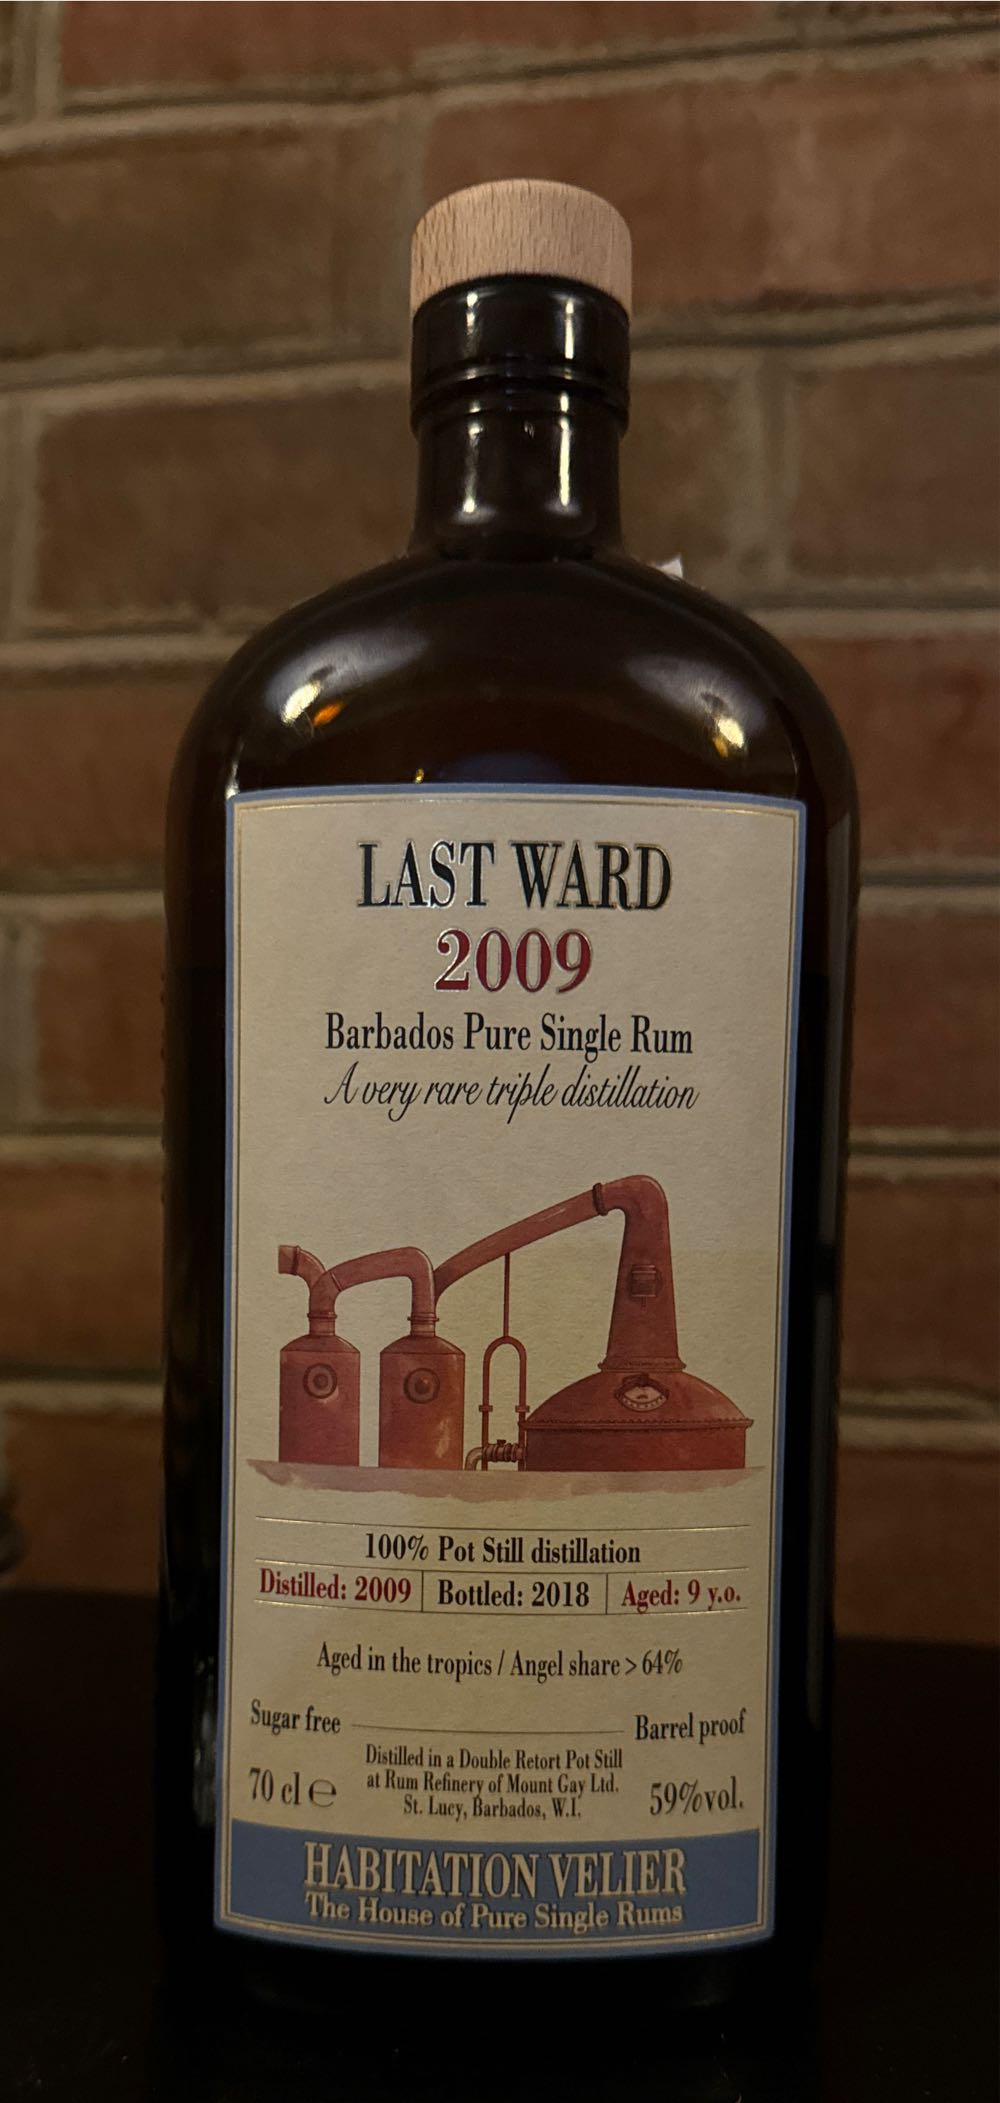 LAST WARD
2009
Barbados Pure Single Rum
A very rare triple distillation
100% Pot Still distillation
Distilled: 2009 | Bottled: 2018 | Aged: 9 y.o.
Aged in the tropics / Angel share > 64%
Sugar free
Barrel proof
Distilled in a Double Retort Pot Still
at Rum Refinery of Mount Gay Ltd.
St. Lucy, Barbados, W.I.
70 cl ℮
59%vol.
HABITATION VELIER
The House of Pure Single Rums